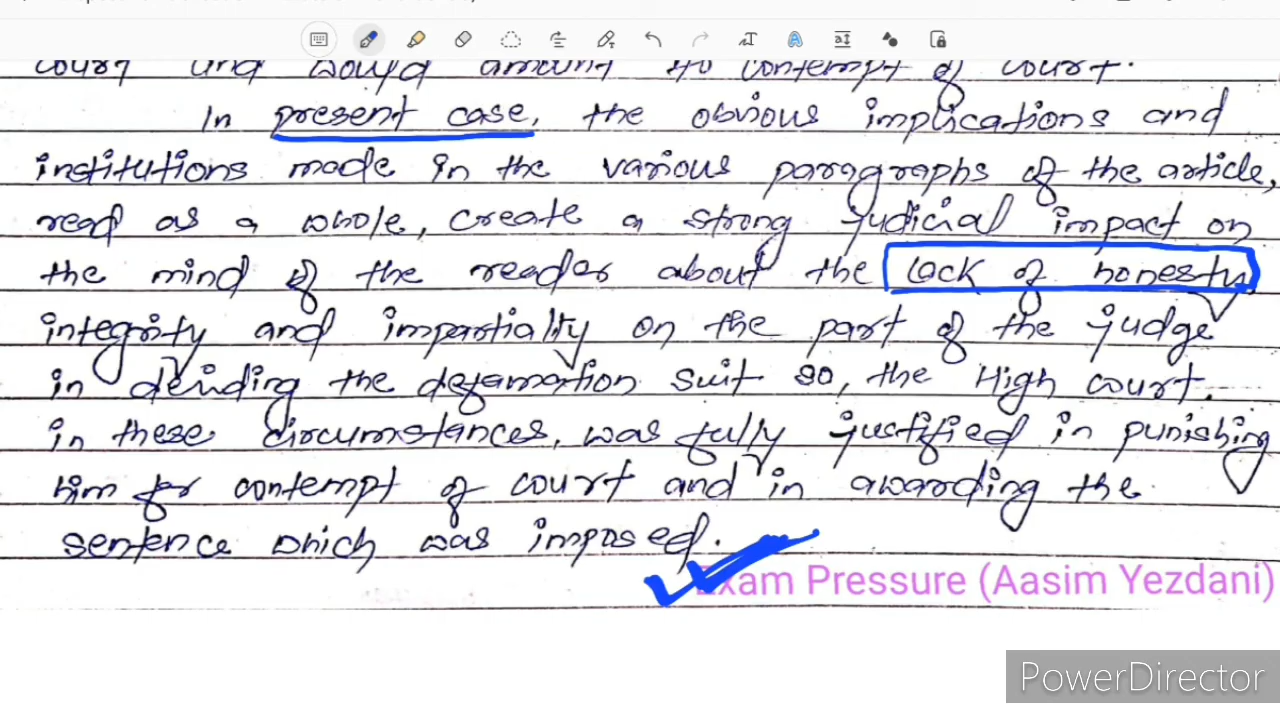 court and would amount to contempt of court.
In present case, the obvious implications and
institutions made in the various paragraphs of the article,
read as a whole, create a strong judicial impact on
the mind of the reader about the lack of honesty,
integrity and impartialty on the part of the judge
in deciding the defamation suit so, the High court.
in these circumstances, was fully justified in punishing
him for contempt of court and in awarding the
sentence which was imposed.
Exam Pressure (Aasim Yezdani)
PowerDirector